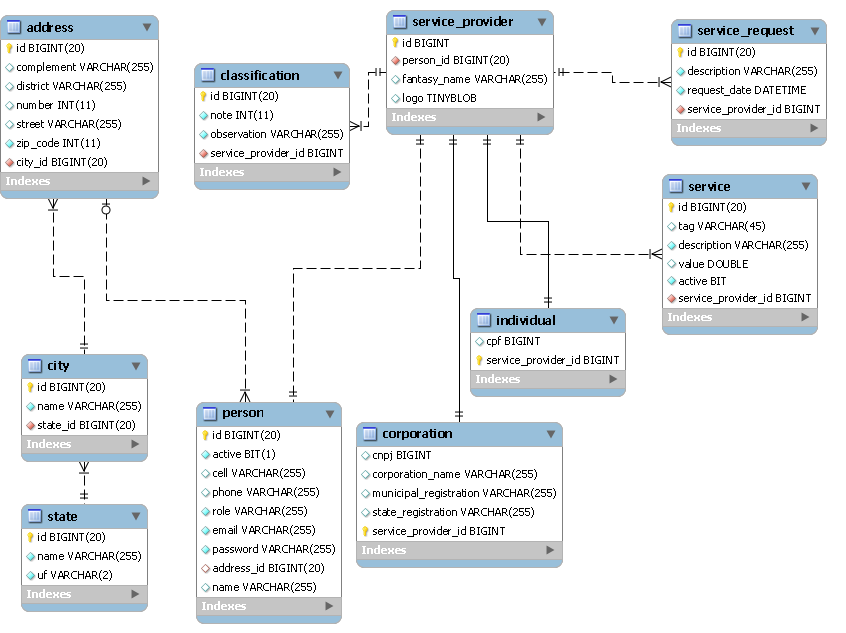 address
id BIGINT(20)
complement VARCHAR(255)
district VARCHAR(255)
number INT(11)
street VARCHAR(255)
zip_code INT(11)
city_id BIGINT(20)
Indexes
classification
id BIGINT(20)
note INT(11)
observation VARCHAR(255)
service_provider_id BIGINT
Indexes
service_provider
id BIGINT
person_id BIGINT(20)
fantasy_name VARCHAR(255)
logo TINYBLOB
Indexes
service_request
id BIGINT(20)
description VARCHAR(255)
request_date DATETIME
service_provider_id BIGINT
Indexes
service
id BIGINT(20)
tag VARCHAR(45)
description VARCHAR(255)
value DOUBLE
active BIT
service_provider_id BIGINT
Indexes
individual
cpf BIGINT
service_provider_id BIGINT
Indexes
city
id BIGINT(20)
name VARCHAR(255)
state_id BIGINT(20)
Indexes
person
id BIGINT(20)
active BIT(1)
cell VARCHAR(255)
phone VARCHAR(255)
role VARCHAR(255)
email VARCHAR(255)
password VARCHAR(255)
address_id BIGINT(20)
name VARCHAR(255)
Indexes
corporation
cnpj BIGINT
corporation_name VARCHAR(255)
municipal_registration VARCHAR(255)
state_registration VARCHAR(255)
service_provider_id BIGINT
Indexes
state
id BIGINT(20)
name VARCHAR(255)
uf VARCHAR(2)
Indexes